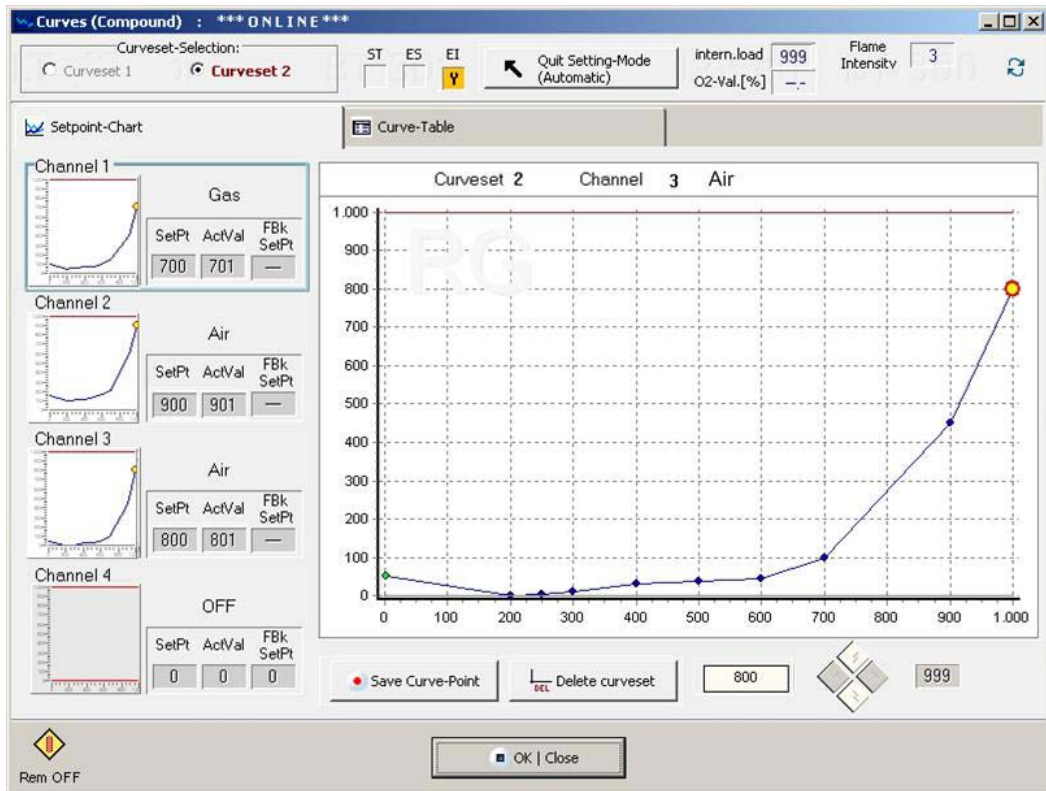 Curves (Compound) : ***ONLINE***
Curveset-Selection:
Curveset 1
Curveset 2
ST ES EI
Quit Setting-Mode
(Automatic)
intern.load 999
O2-Val.[%] --.-
Flame
Intensity 3
Setpoint-Chart
Curve-Table
Channel 1
Gas
SetPt ActVal FBk
SetPt
700 701 ---
Channel 2
Air
SetPt ActVal FBk
SetPt
900 901 ---
Channel 3
Air
SetPt ActVal FBk
SetPt
800 801 ---
Channel 4
OFF
SetPt ActVal FBk
SetPt
0 0 0
Curveset 2 Channel 3 Air
RG
1.000
900
800
700
600
500
400
300
200
100
0
0 100 200 300 400 500 600 700 800 900 1.000
Save Curve-Point
DEL Delete curveset
800
999
Rem OFF
OK | Close